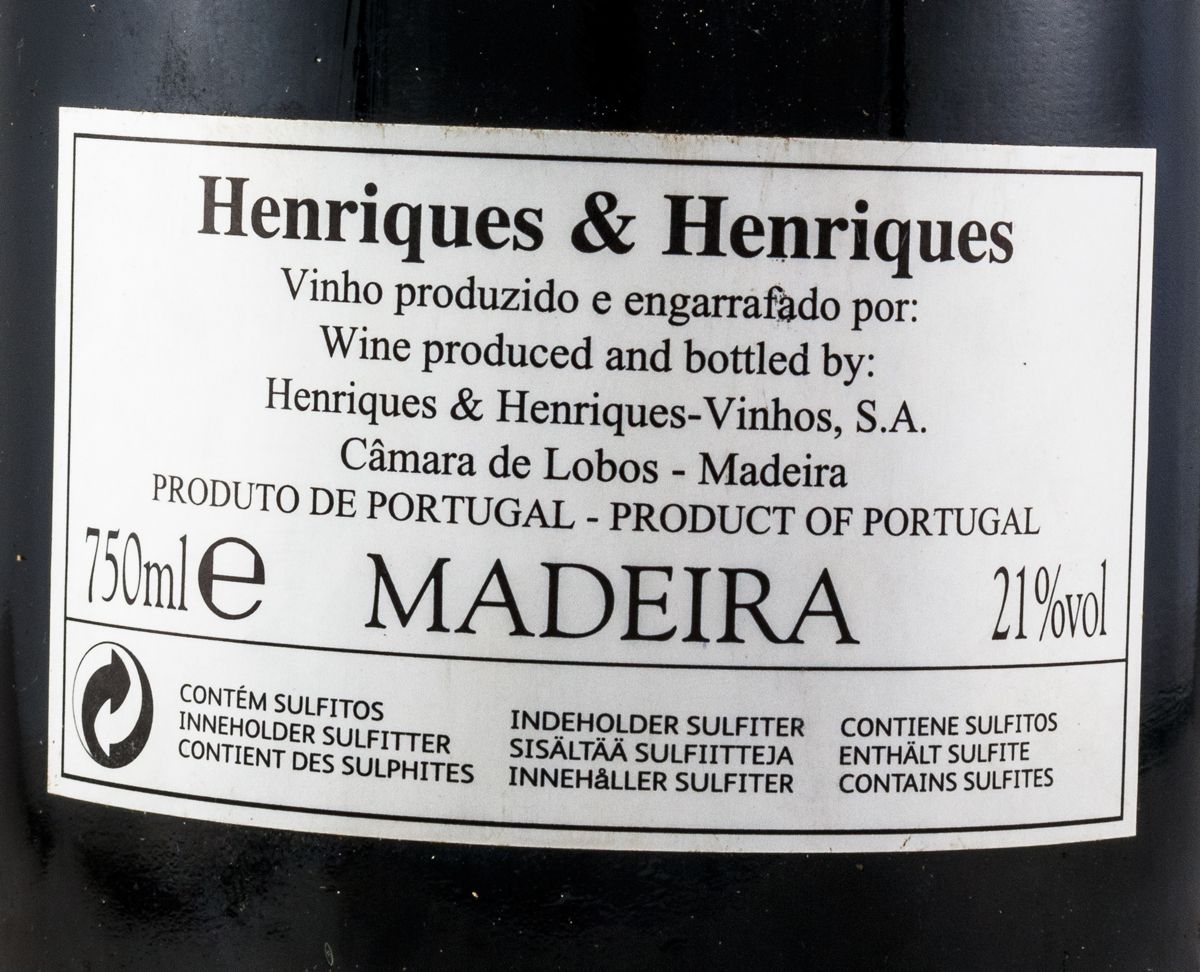 Henriques & Henriques
Vinho produzido e engarrafado por:
Wine produced and bottled by:
Henriques & Henriques-Vinhos, S.A.
Câmara de Lobos - Madeira
PRODUTO DE PORTUGAL - PRODUCT OF PORTUGAL
750ml e MADEIRA 21%vol
CONTÉM SULFITOS
INNEHOLDER SULFITTER
CONTIENT DES SULPHITES
INDEHOLDER SULFITER
SISÄLTÄÄ SULFIITTEJA
INNEHåLLER SULFITER
CONTIENE SULFITOS
ENTHÄLT SULFITE
CONTAINS SULFITES